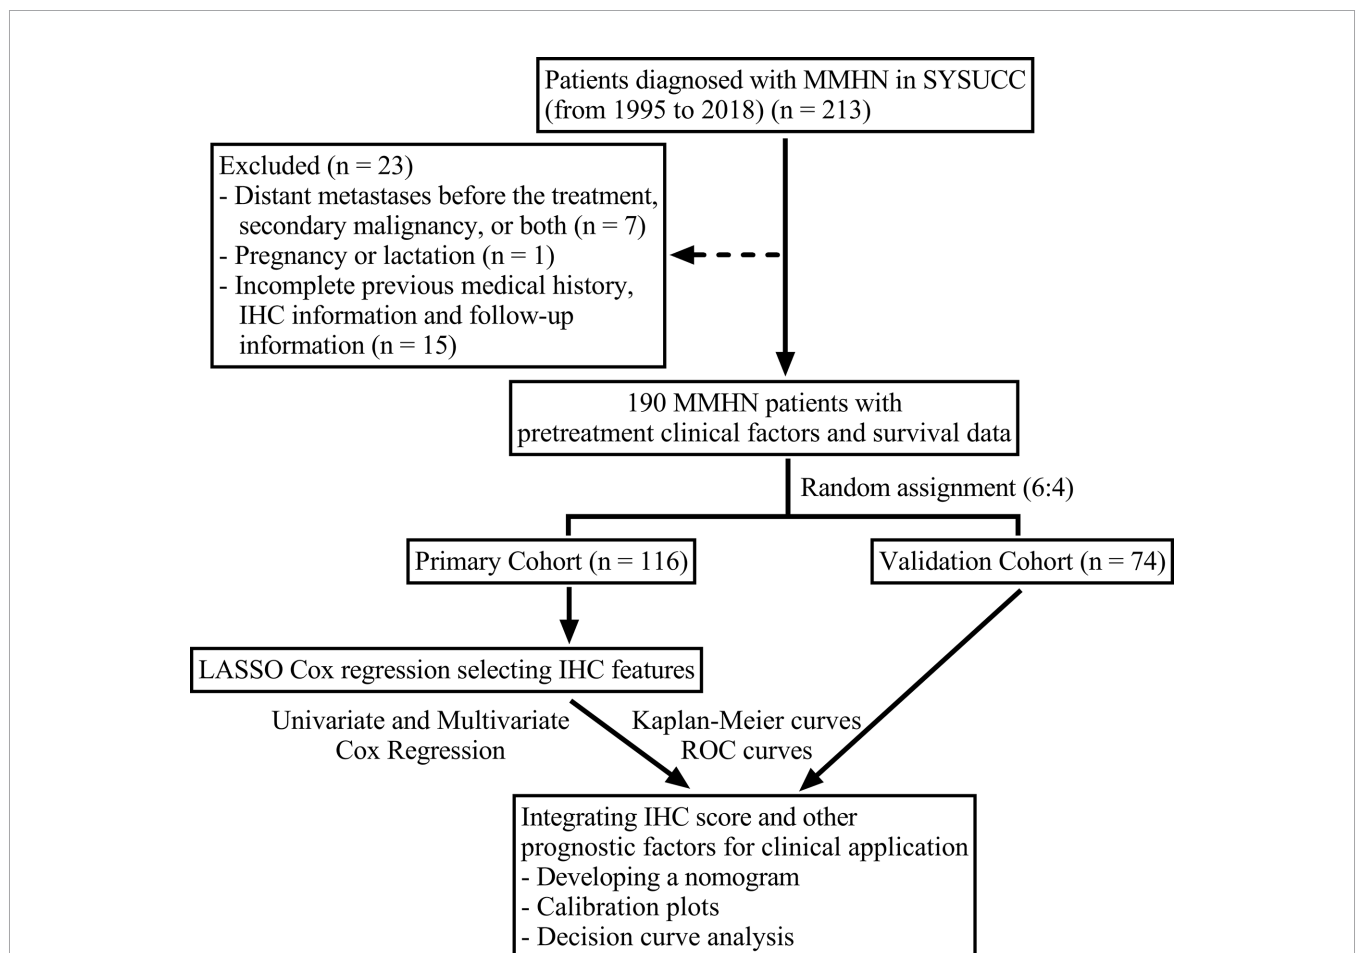 Patients diagnosed with MMHN in SYSUCC
(from 1995 to 2018) (n = 213)
Excluded (n = 23)
- Distant metastases before the treatment,
secondary malignancy, or both (n = 7)
- Pregnancy or lactation (n = 1)
- Incomplete previous medical history,
IHC information and follow-up
information (n = 15)
190 MMHN patients with
pretreatment clinical factors and survival data
Random assignment (6:4)
Primary Cohort (n = 116)
Validation Cohort (n = 74)
LASSO Cox regression selecting IHC features
Univariate and Multivariate
Cox Regression
Kaplan-Meier curves
ROC curves
Integrating IHC score and other
prognostic factors for clinical application
- Developing a nomogram
- Calibration plots
- Decision curve analysis